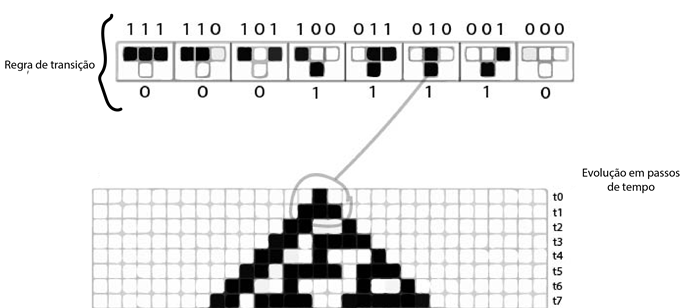 111 110 101 100 011 010 001 000
Regra de transição
0 0 0 1 1 1 1 0
Evolução em passos
de tempo
t0
t1
t2
t3
t4
t5
t6
t7